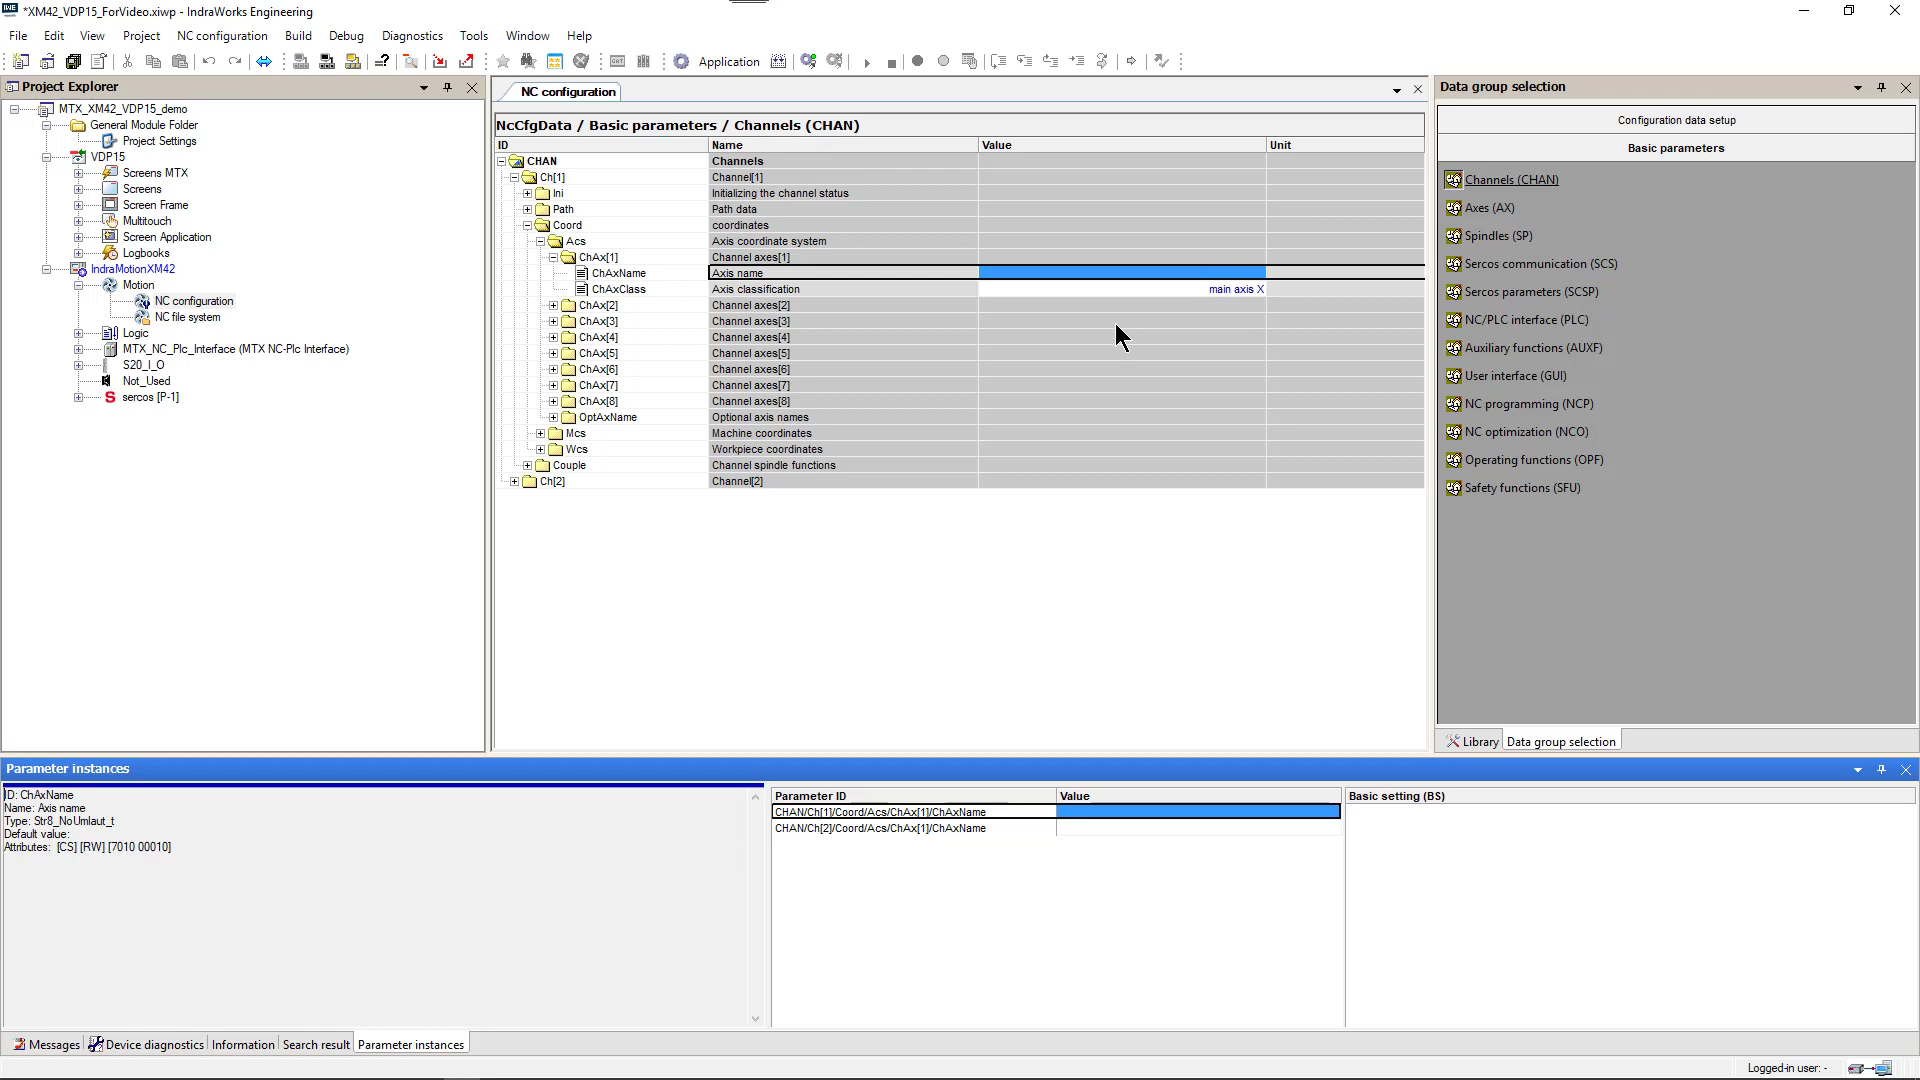 *XM42_VDP15_ForVideo.xiwp - IndraWorks Engineering
File Edit View Project NC configuration Build Debug Diagnostics Tools Window Help
Application
Project Explorer
MTX_XM42_VDP15_demo
General Module Folder
Project Settings
VDP15
Screens MTX
Screens
Screen Frame
Multitouch
Screen Application
Logbooks
IndraMotionXM42
Motion
NC configuration
NC file system
Logic
MTX_NC_Plc_Interface (MTX NC-Plc Interface)
S20_I_O
Not_Used
sercos [P-1]
NC configuration
NcCfgData / Basic parameters / Channels (CHAN)
ID Name Value Unit
CHAN Channels
Ch[1] Channel[1]
Ini Initializing the channel status
Path Path data
Coord coordinates
Acs Axis coordinate system
ChAx[1] Channel axes[1]
ChAxName Axis name
ChAxClass Axis classification main axis X
ChAx[2] Channel axes[2]
ChAx[3] Channel axes[3]
ChAx[4] Channel axes[4]
ChAx[5] Channel axes[5]
ChAx[6] Channel axes[6]
ChAx[7] Channel axes[7]
ChAx[8] Channel axes[8]
OptAxName Optional axis names
Mcs Machine coordinates
Wcs Workpiece coordinates
Couple Channel spindle functions
Ch[2] Channel[2]
Data group selection
Configuration data setup
Basic parameters
Channels (CHAN)
Axes (AX)
Spindles (SP)
Sercos communication (SCS)
Sercos parameters (SCSP)
NC/PLC interface (PLC)
Auxiliary functions (AUXF)
User interface (GUI)
NC programming (NCP)
NC optimization (NCO)
Operating functions (OPF)
Safety functions (SFU)
Library Data group selection
Parameter instances
ID: ChAxName
Name: Axis name
Type: Str8_NoUmlaut_t
Default value:
Attributes: [CS] [RW] [7010 00010]
Parameter ID Value
CHAN/Ch[1]/Coord/Acs/ChAx[1]/ChAxName
CHAN/Ch[2]/Coord/Acs/ChAx[1]/ChAxName
Basic setting (BS)
Messages Device diagnostics Information Search result Parameter instances
Logged-in user: -